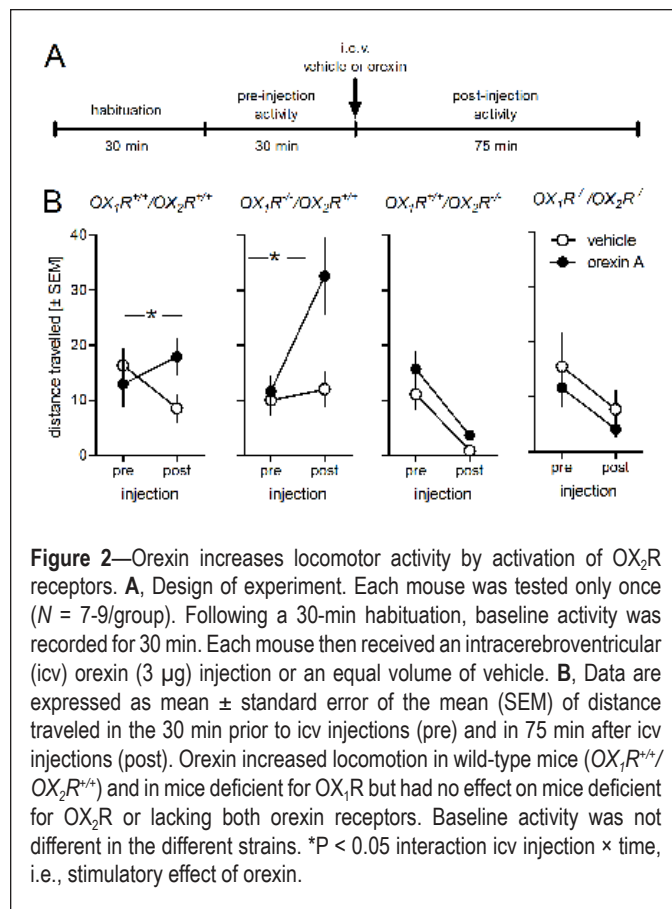 A
i.c.v.
vehicle or orexin
pre-injection
activity
post-injection
activity
habituation
30 min
30 min
75 min
B
OX₁R⁺/⁺/OX₂R⁺/⁺
OX₁R⁻/⁻/OX₂R⁺/⁺
OX₁R⁺/⁺/OX₂R⁻/⁻
OX₁R⁻/⁻/OX₂R⁻/⁻
distance travelled [± SEM]
40
30
20
10
0
*
*
vehicle
orexin A
pre post
pre post
pre post
pre post
injection
injection
injection
injection
Figure 2—Orexin increases locomotor activity by activation of OX₂R
receptors. A, Design of experiment. Each mouse was tested only once
(N = 7-9/group). Following a 30-min habituation, baseline activity was
recorded for 30 min. Each mouse then received an intracerebroventricular
(icv) orexin (3 µg) injection or an equal volume of vehicle. B, Data are
expressed as mean ± standard error of the mean (SEM) of distance
traveled in the 30 min prior to icv injections (pre) and in 75 min after icv
injections (post). Orexin increased locomotion in wild-type mice (OX₁R⁺/⁺/
OX₂R⁺/⁺) and in mice deficient for OX₁R but had no effect on mice deficient
for OX₂R or lacking both orexin receptors. Baseline activity was
not different in the different strains. *P < 0.05 interaction icv injection × time,
i.e., stimulatory effect of orexin.